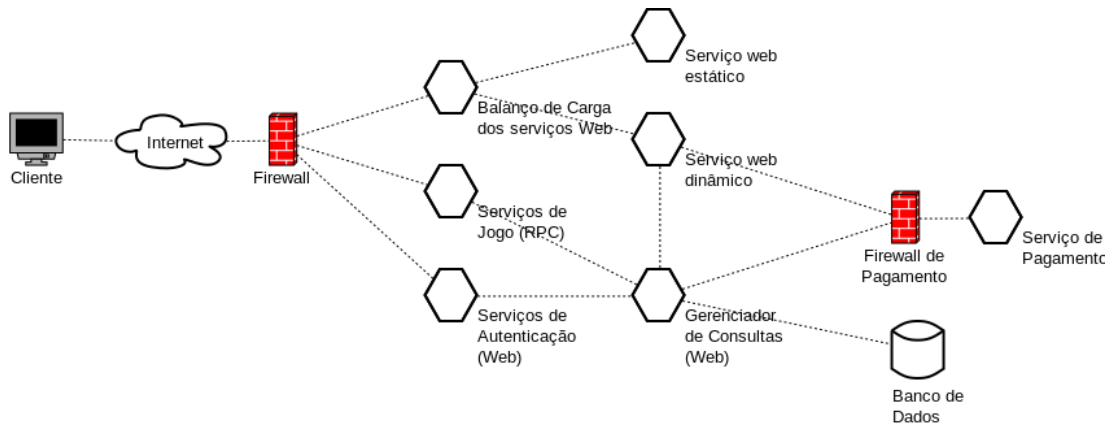 Serviço web
estático
Balanço de Carga
dos serviços Web
Internet
Cliente
Firewall
Serviço web
dinâmico
Serviços de
Jogo (RPC)
Serviço de
Pagamento
Firewall de
Pagamento
Serviços de
Autenticação
(Web)
Gerenciador
de Consultas
(Web)
Banco de
Dados